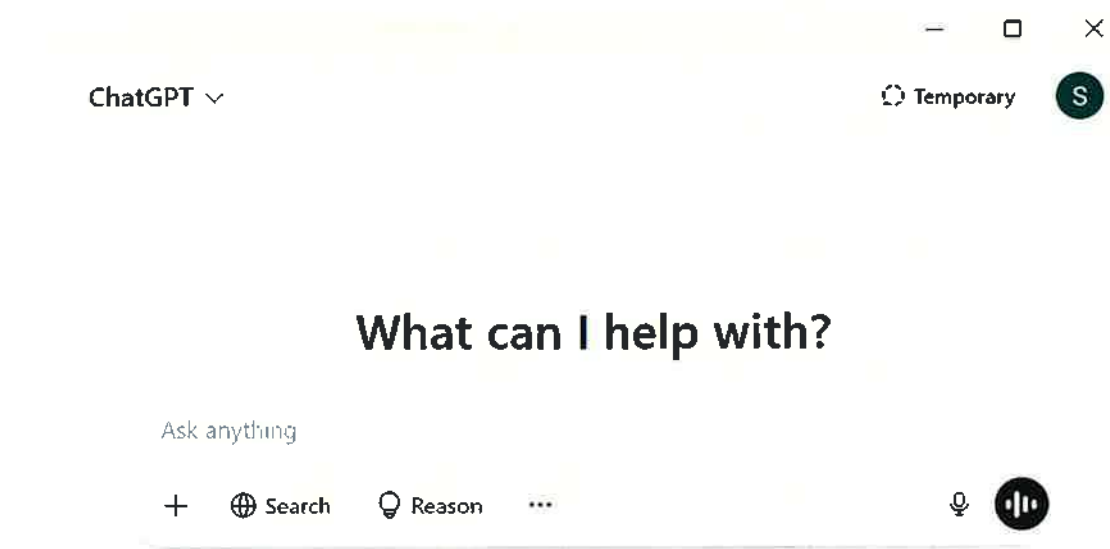 ChatGPT
Temporary
S
What can I help with?
Ask anything
Search
Reason